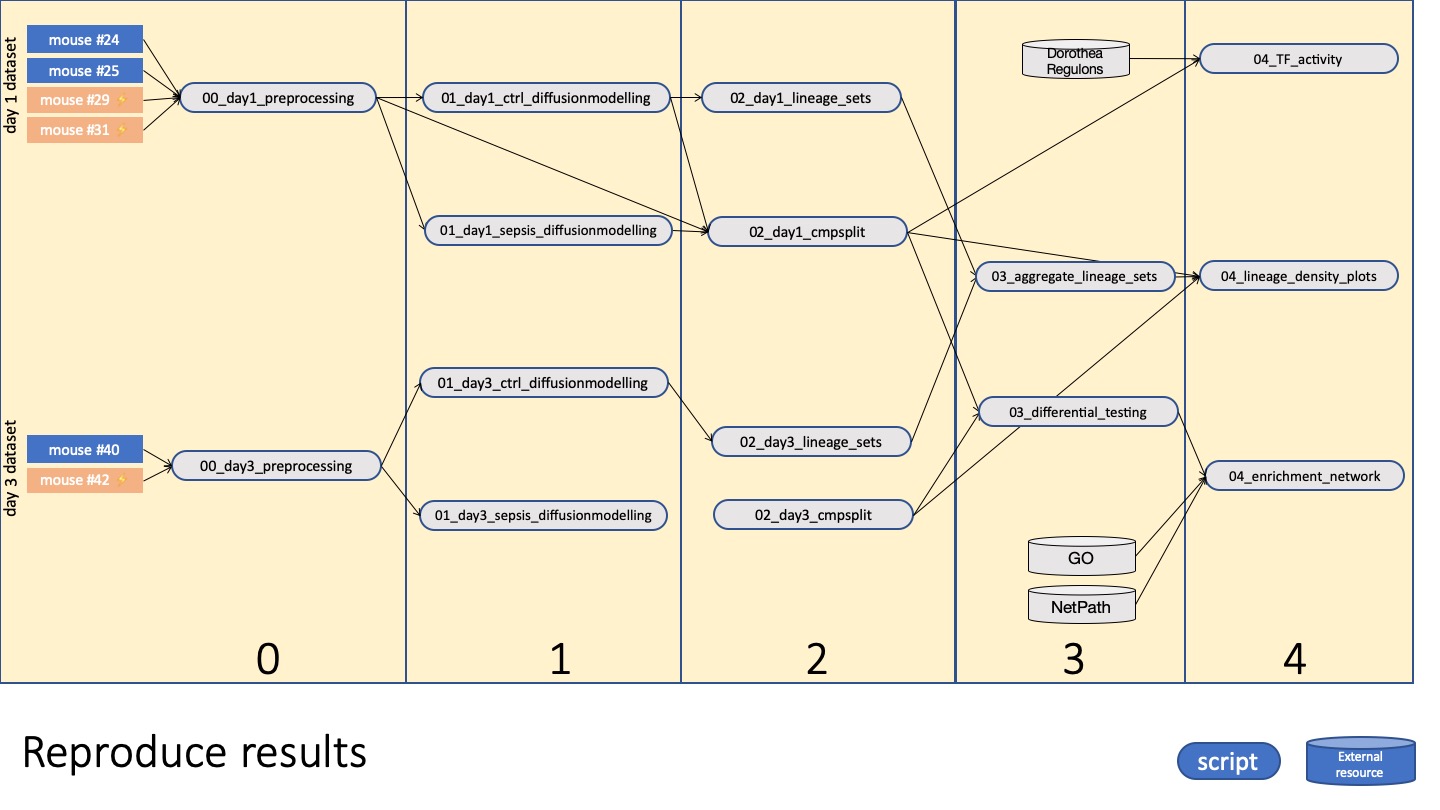 day 1 dataset
mouse #24
mouse #25
mouse #29 ⚡
mouse #31 ⚡
00_day1_preprocessing
01_day1_ctrl_diffusionmodelling
02_day1_lineage_sets
Dorothea
Regulons
04_TF_activity
01_day1_sepsis_diffusionmodelling
02_day1_cmpsplit
03_aggregate_lineage_sets
04_lineage_density_plots
day 3 dataset
mouse #40
mouse #42 ⚡
00_day3_preprocessing
01_day3_ctrl_diffusionmodelling
02_day3_lineage_sets
03_differential_testing
04_enrichment_network
01_day3_sepsis_diffusionmodelling
02_day3_cmpsplit
GO
NetPath
0
1
2
3
4
Reproduce results
script
External
resource